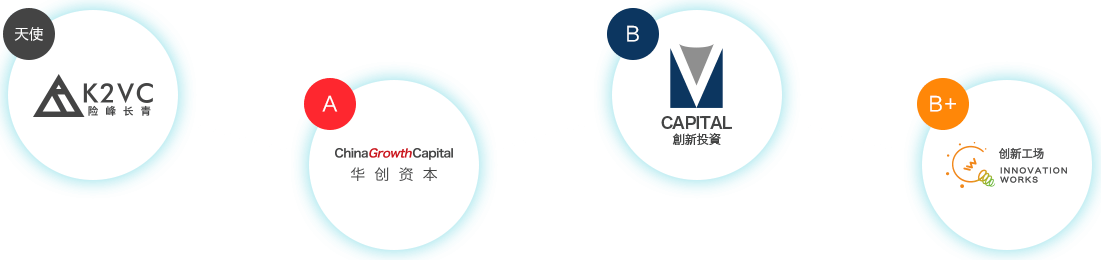 天使
K2VC
险峰长青
A
ChinaGrowthCapital
华创资本
B
CAPITAL
創新投資
B+
创新工场
INNOVATION
WORKS